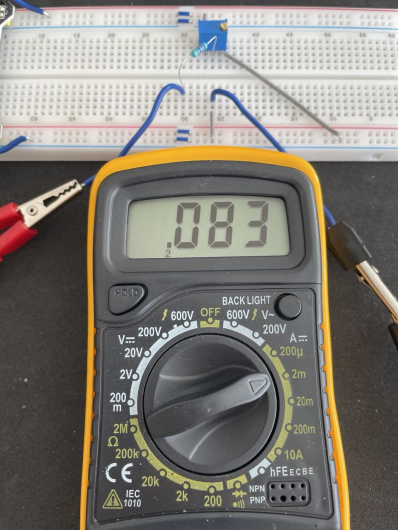 .083
2
HOLD
BACK LIGHT
V⎓ 200V 600V OFF 600V V~
20V 200V
A⎓
2V 200µ
200
m 2m
2M 20m
Ω
200k 200m
20k 2k 200 10A
hFE E C B E
CE
IEC
1010
NPN
PNP